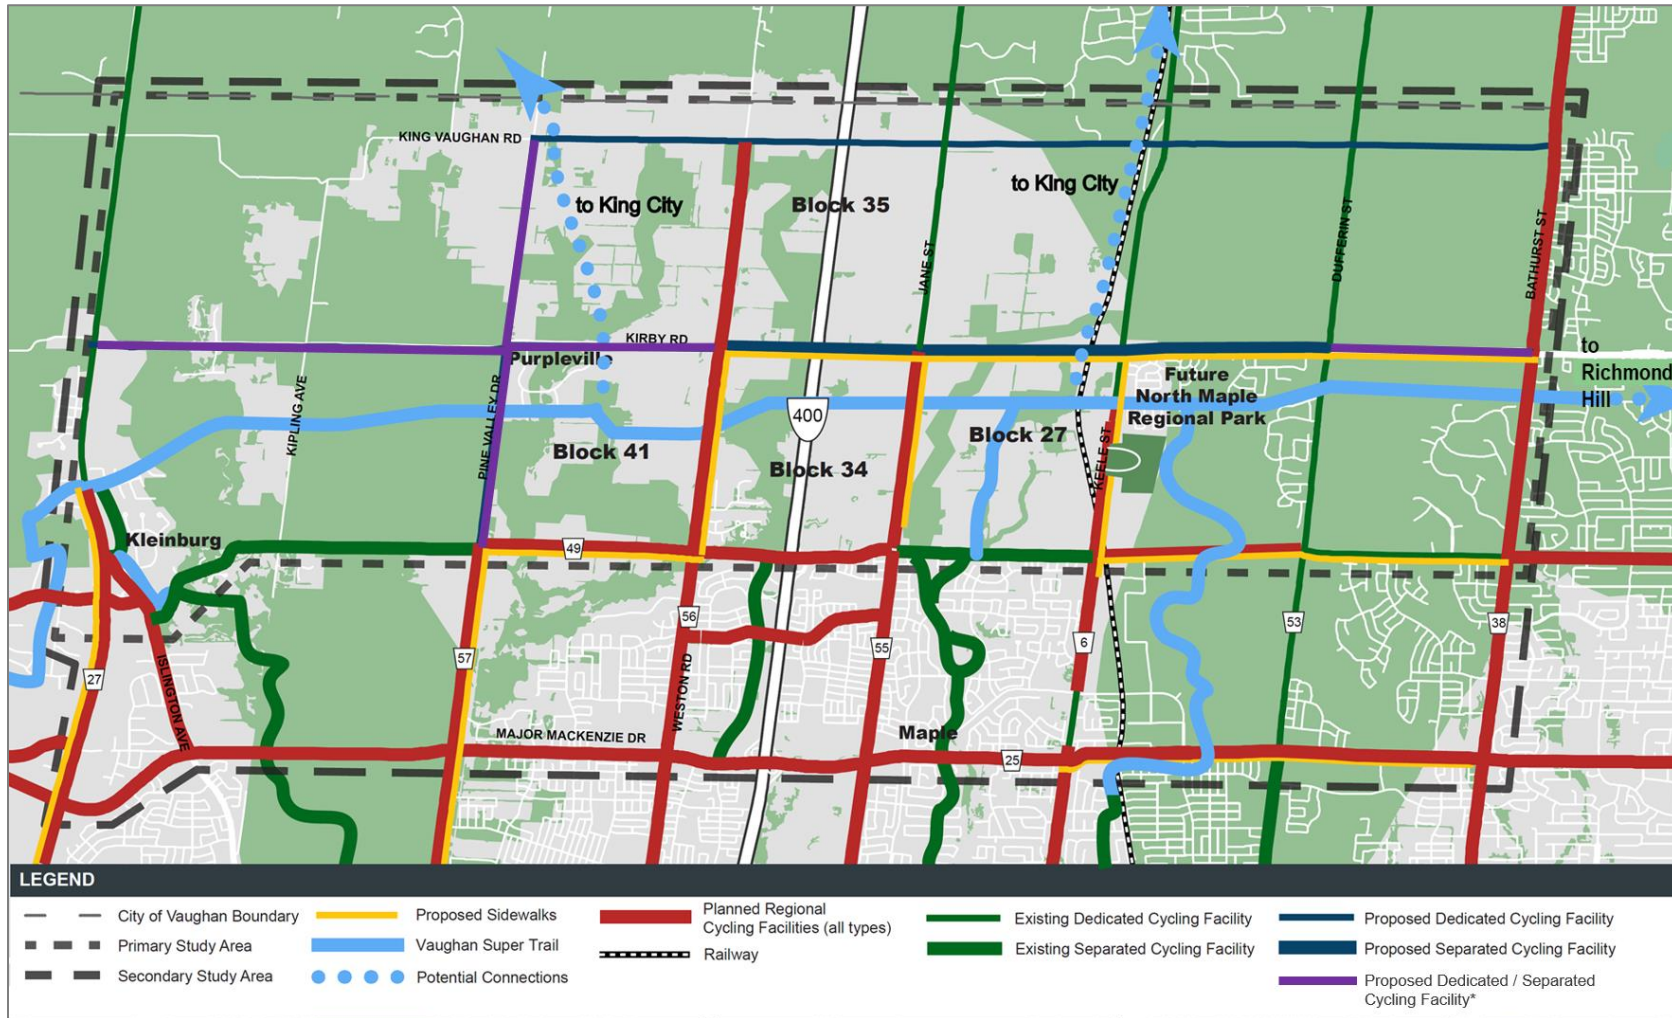 KING VAUGHAN RD
to King City
Block 35
to King City
JANE ST
DUFFERIN ST
BATHURST ST
KIRBY RD
Purpleville
to
Richmond
Hill
Future
North Maple
Regional Park
KIPLING AVE
PINE VALLEY DR
400
Block 41
Block 34
Block 27
KEELE ST
Kleinburg
49
56
57
55
6
53
38
27
ISLINGTON AVE
WESTON RD
MAJOR MACKENZIE DR
Maple
25
LEGEND
City of Vaughan Boundary
Primary Study Area
Secondary Study Area
Proposed Sidewalks
Vaughan Super Trail
Potential Connections
Planned Regional
Cycling Facilities (all types)
Railway
Existing Dedicated Cycling Facility
Existing Separated Cycling Facility
Proposed Dedicated Cycling Facility
Proposed Separated Cycling Facility
Proposed Dedicated / Separated
Cycling Facility*